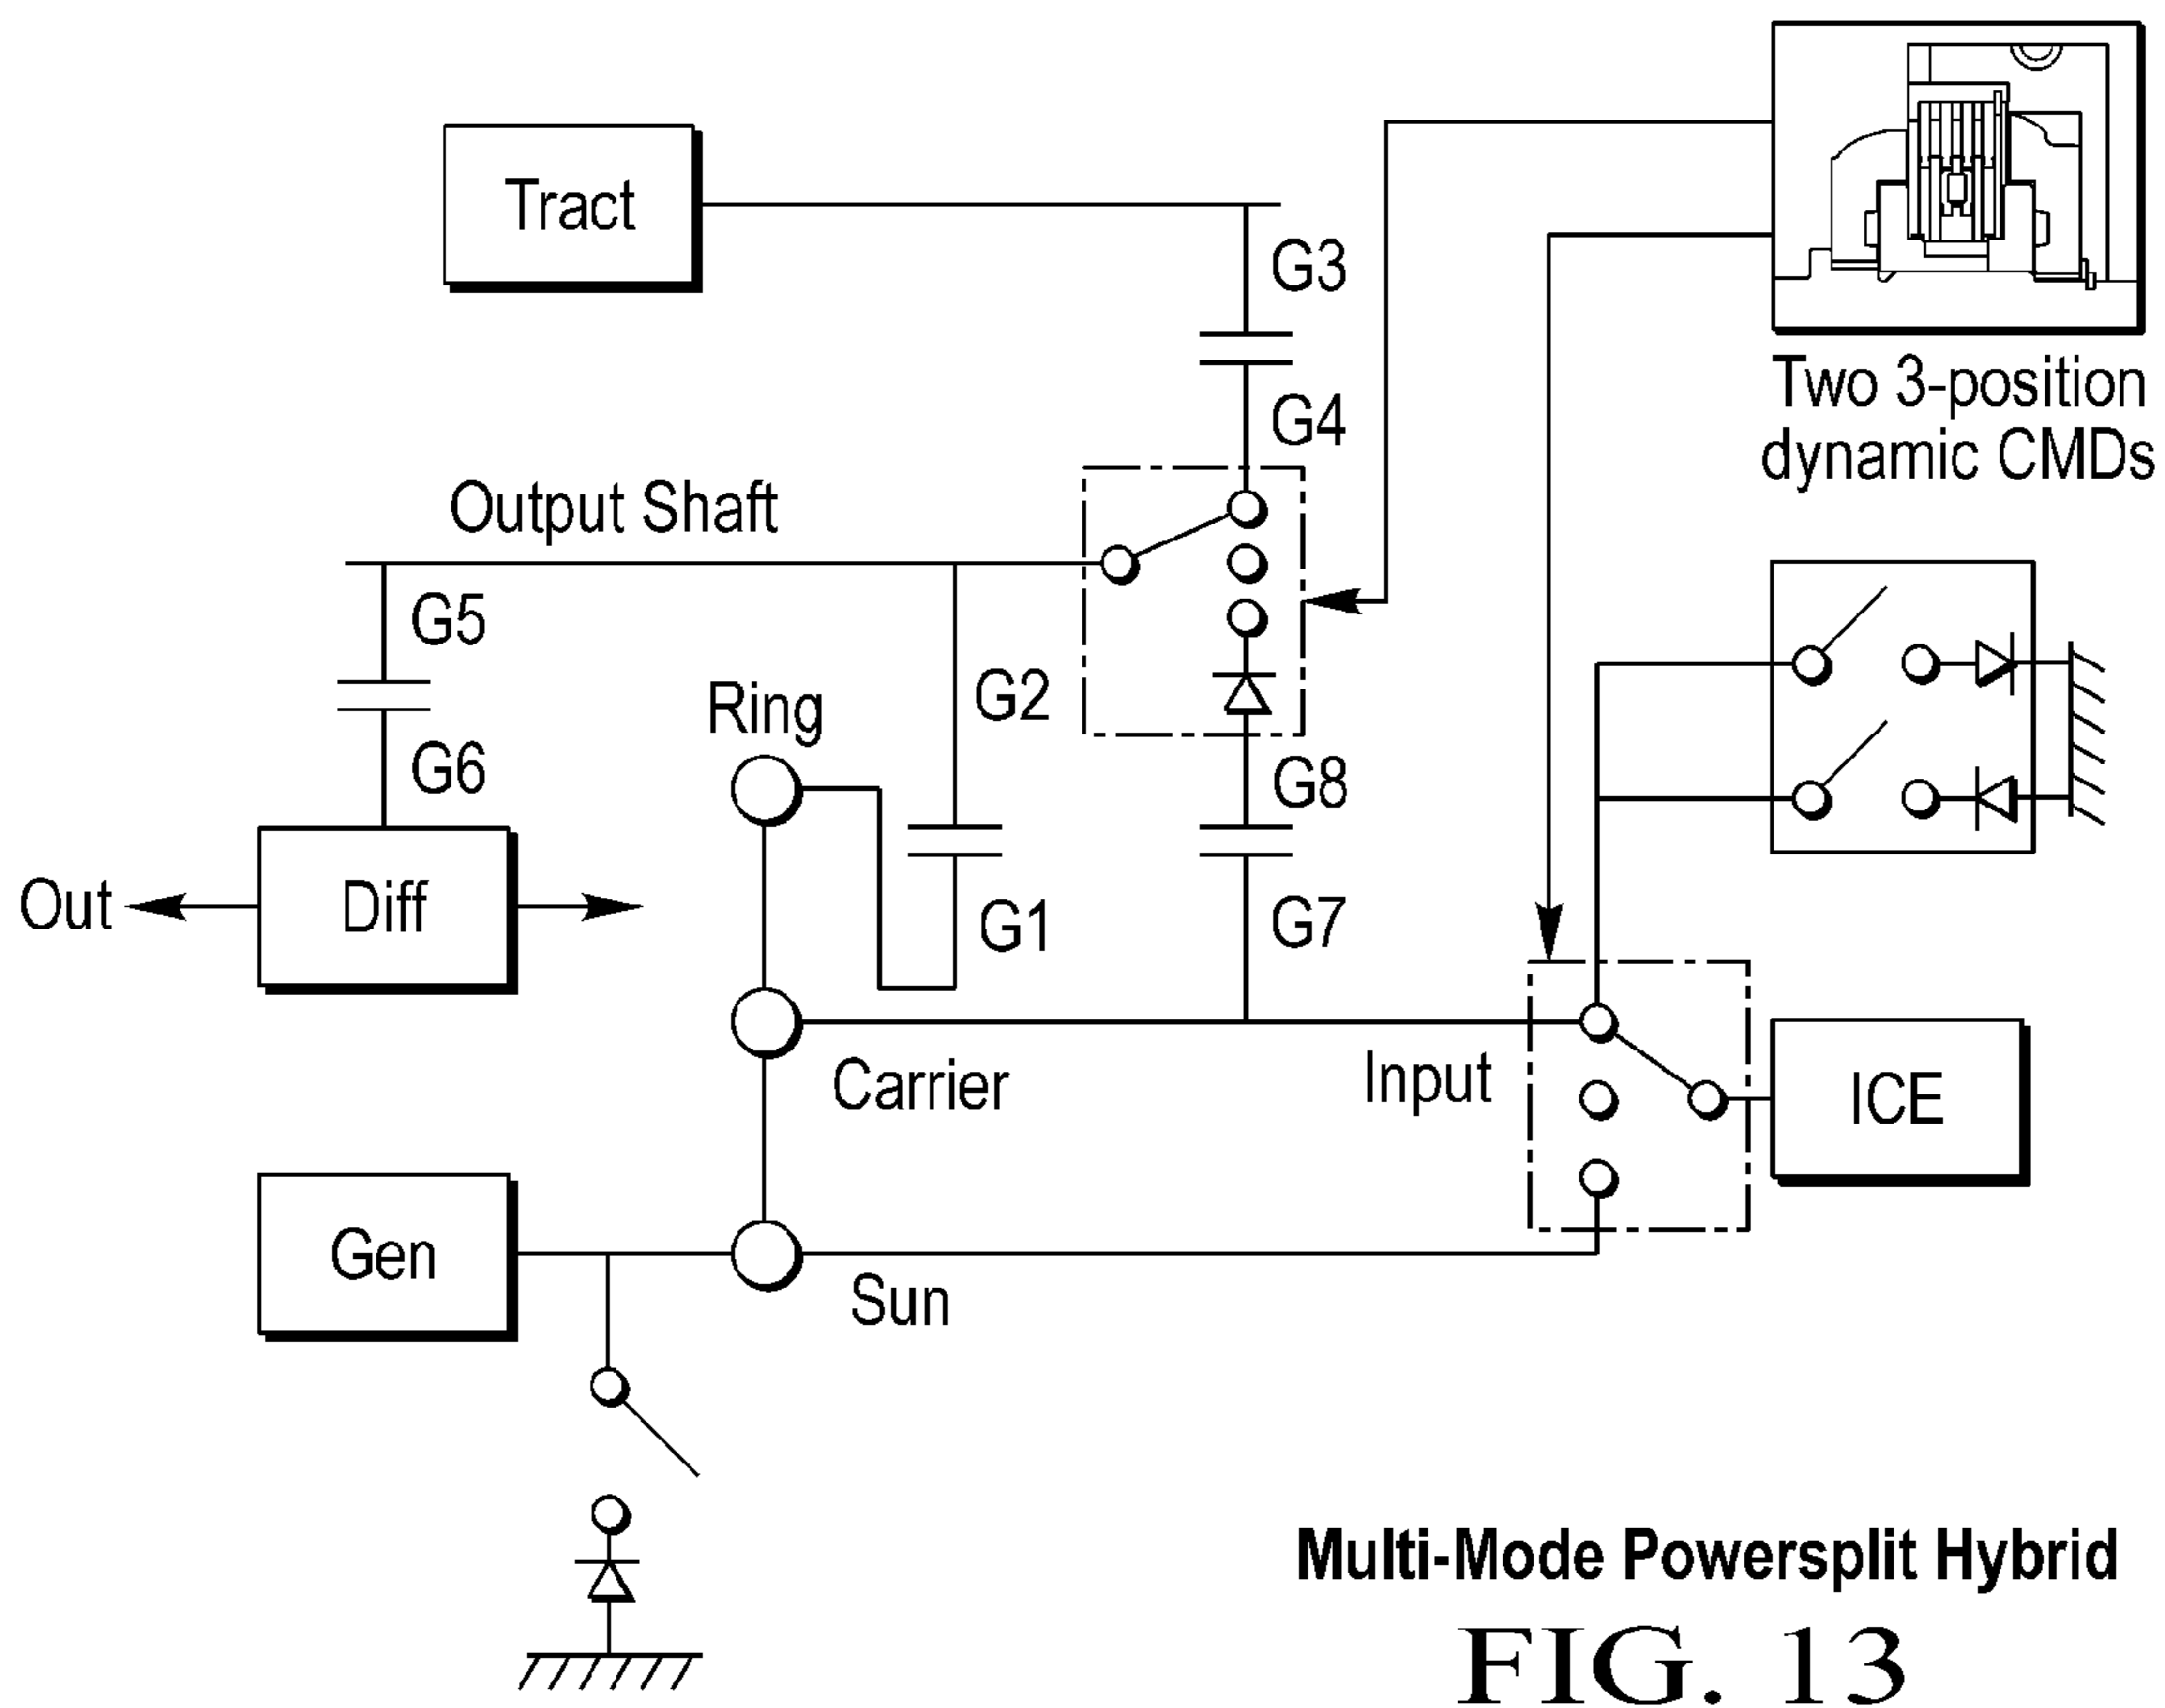 Tract
G3
Two 3-position
dynamic CMDs
G4
Output Shaft
G5
G2
Ring
G6
G8
Out
Diff
G1
G7
Carrier
Input
ICE
Gen
Sun
Multi-Mode Powersplit Hybrid
FIG. 13